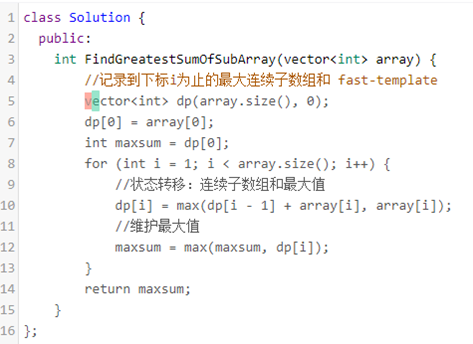 1 class Solution {
2   public:
3     int FindGreatestSumOfSubArray(vector<int> array) {
4         //记录到下标i为止的最大连续子数组和 fast-template
5         vector<int> dp(array.size(), 0);
6         dp[0] = array[0];
7         int maxsum = dp[0];
8         for (int i = 1; i < array.size(); i++) {
9             //状态转移：连续子数组和最大值
10             dp[i] = max(dp[i - 1] + array[i], array[i]);
11             //维护最大值
12             maxsum = max(maxsum, dp[i]);
13         }
14         return maxsum;
15     }
16 };